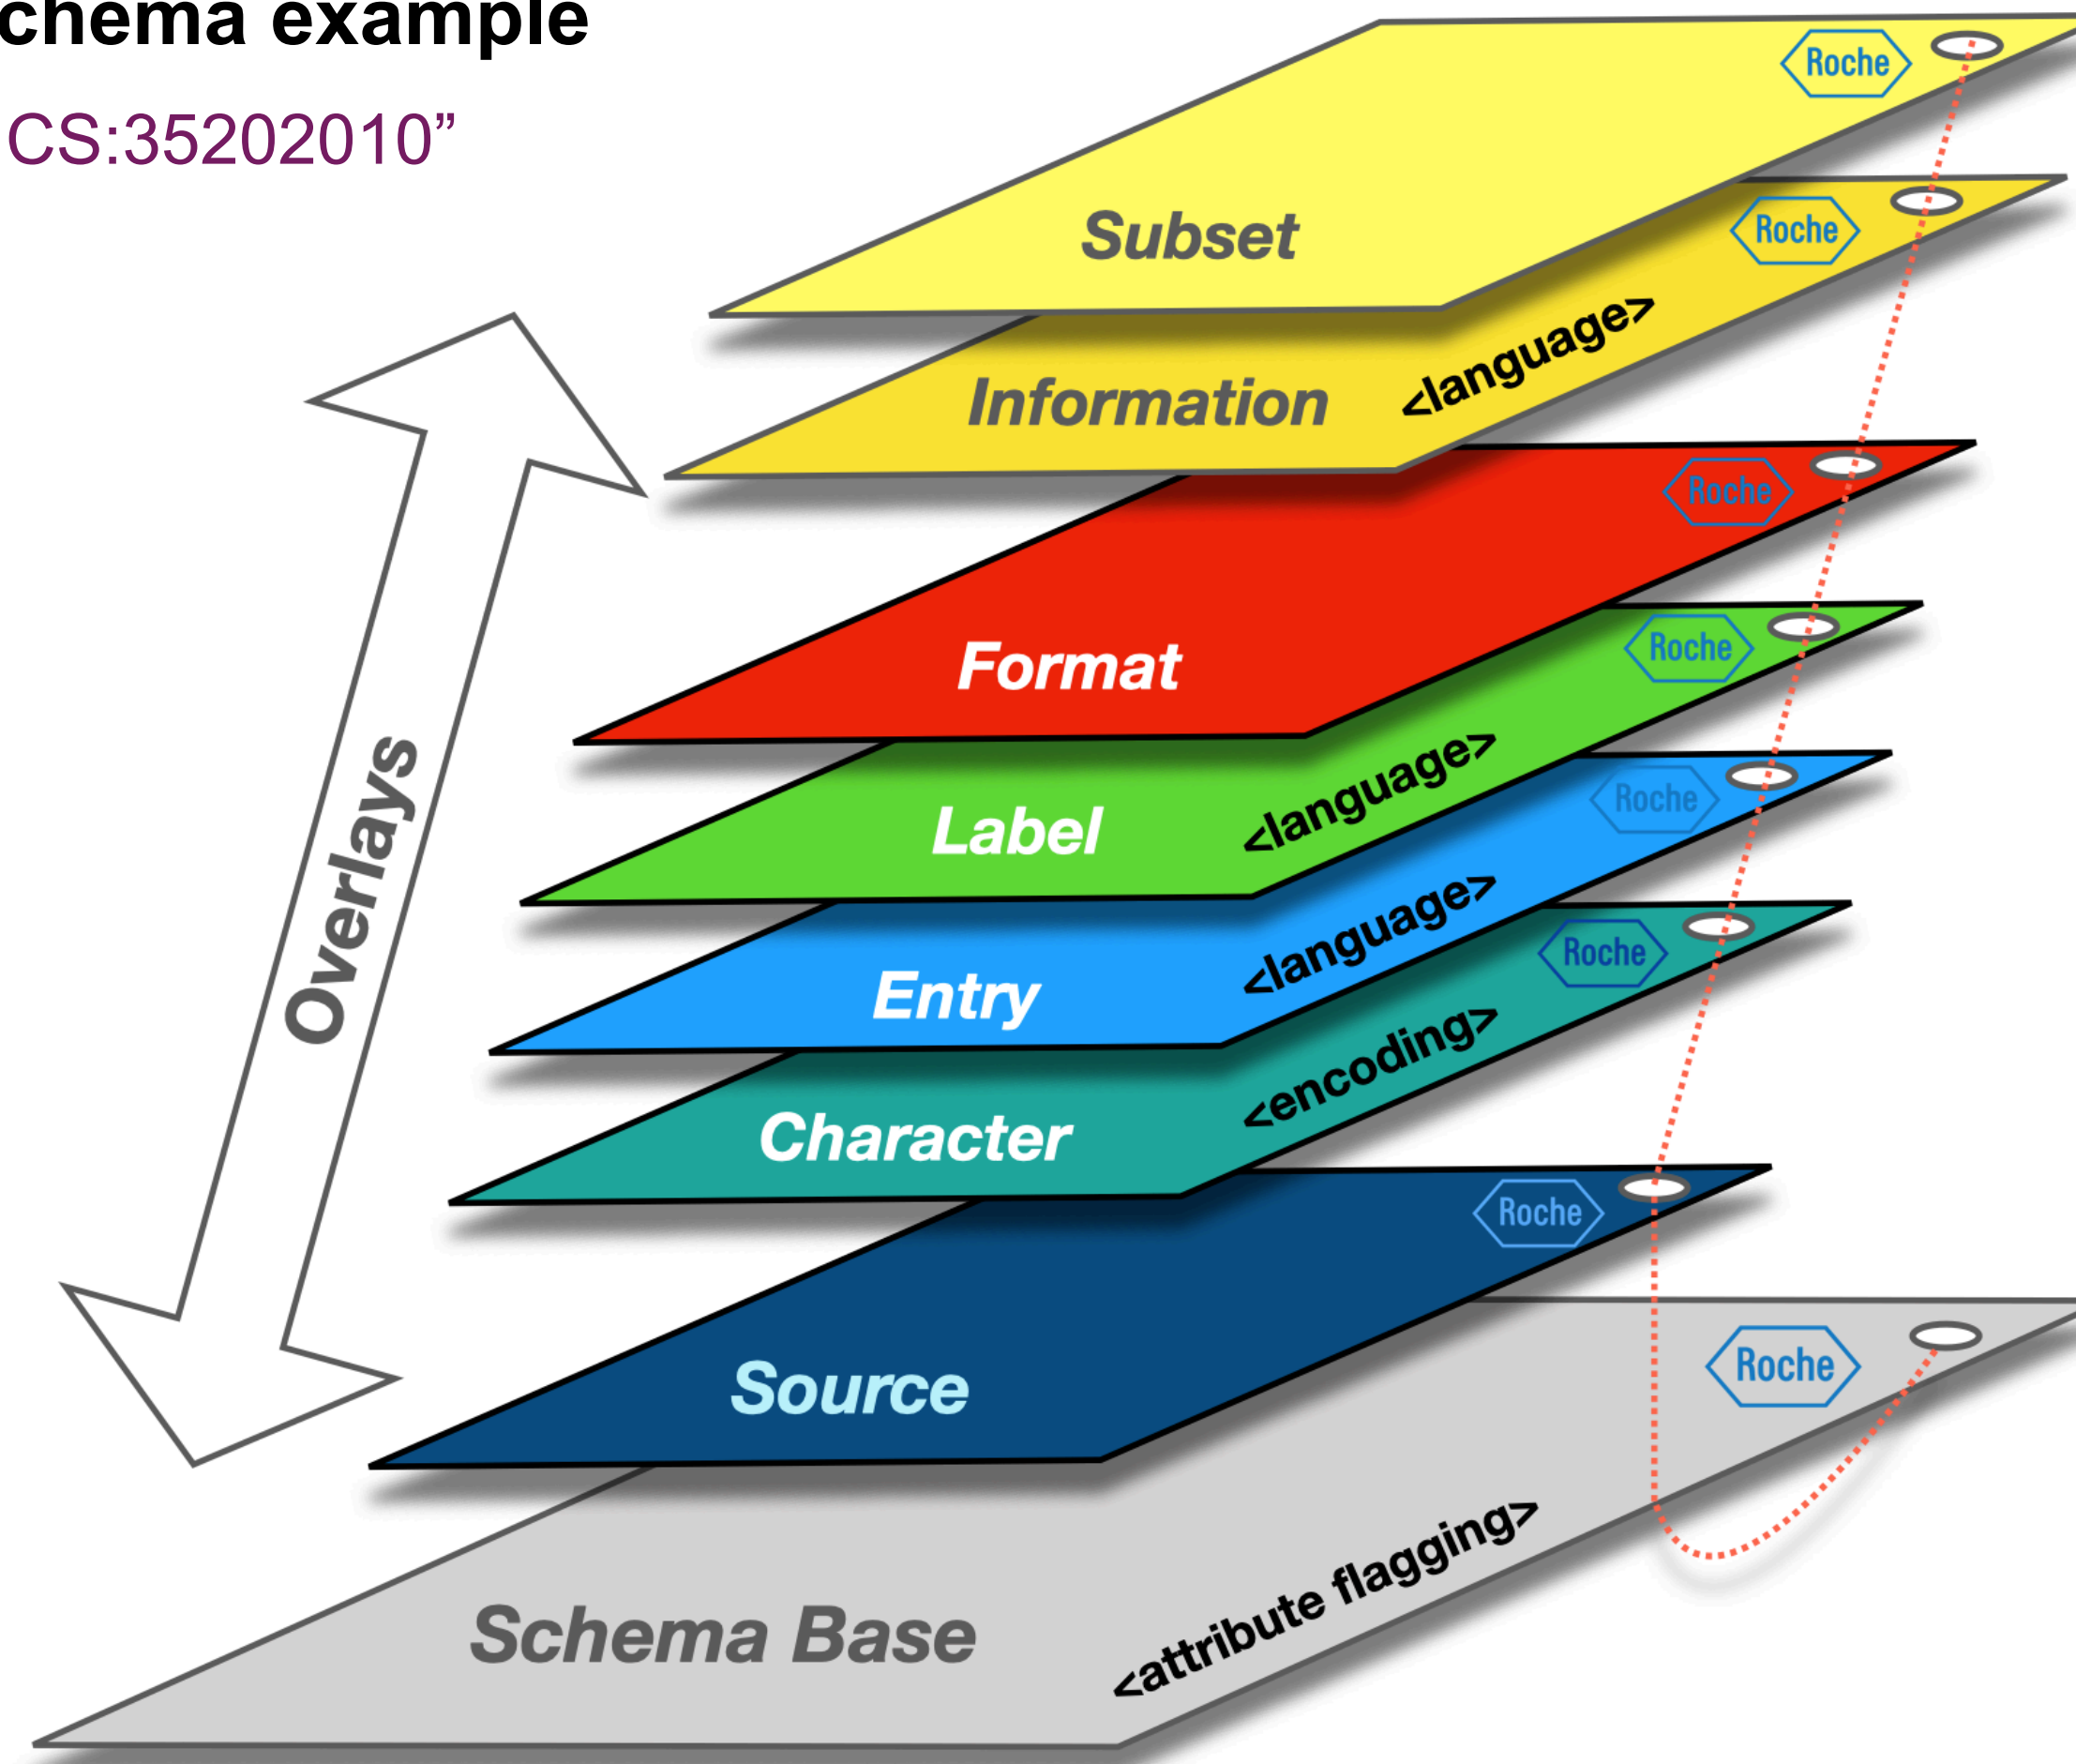 chema example
CS:35202010”
Roche
Subset
Roche
Information
<language>
Roche
Format
Roche
Label
<language>
Roche
Entry
<language>
Roche
Character
<encoding>
Roche
Source
Roche
Schema Base
<attribute flagging>
Overlays